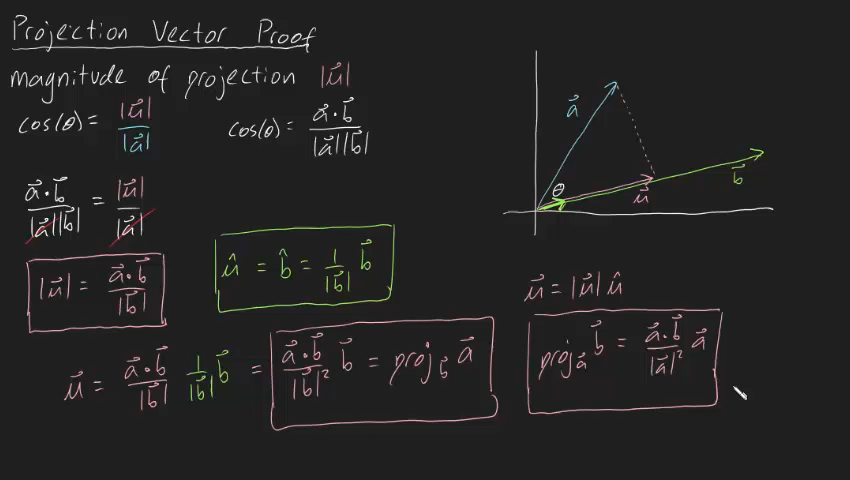 Projection Vector Proof
magnitude of projection |u⃗|
cos(θ) = |u⃗| / |a⃗|    cos(θ) = a⃗·b⃗ / |a⃗||b⃗|
a⃗·b⃗ / |a⃗||b⃗| = |u⃗| / |a⃗|
|u⃗| = a⃗·b⃗ / |b⃗|    û = b̂ = 1/|b⃗| b⃗
u⃗ = a⃗·b⃗ / |b⃗| 1/|b⃗| b⃗ = a⃗·b⃗ / |b⃗|² b⃗ = proj_b⃗ a⃗
a⃗
θ
u⃗
b⃗
u⃗ = |u⃗| û
proj_a⃗ b⃗ = a⃗·b⃗ / |a⃗|² a⃗